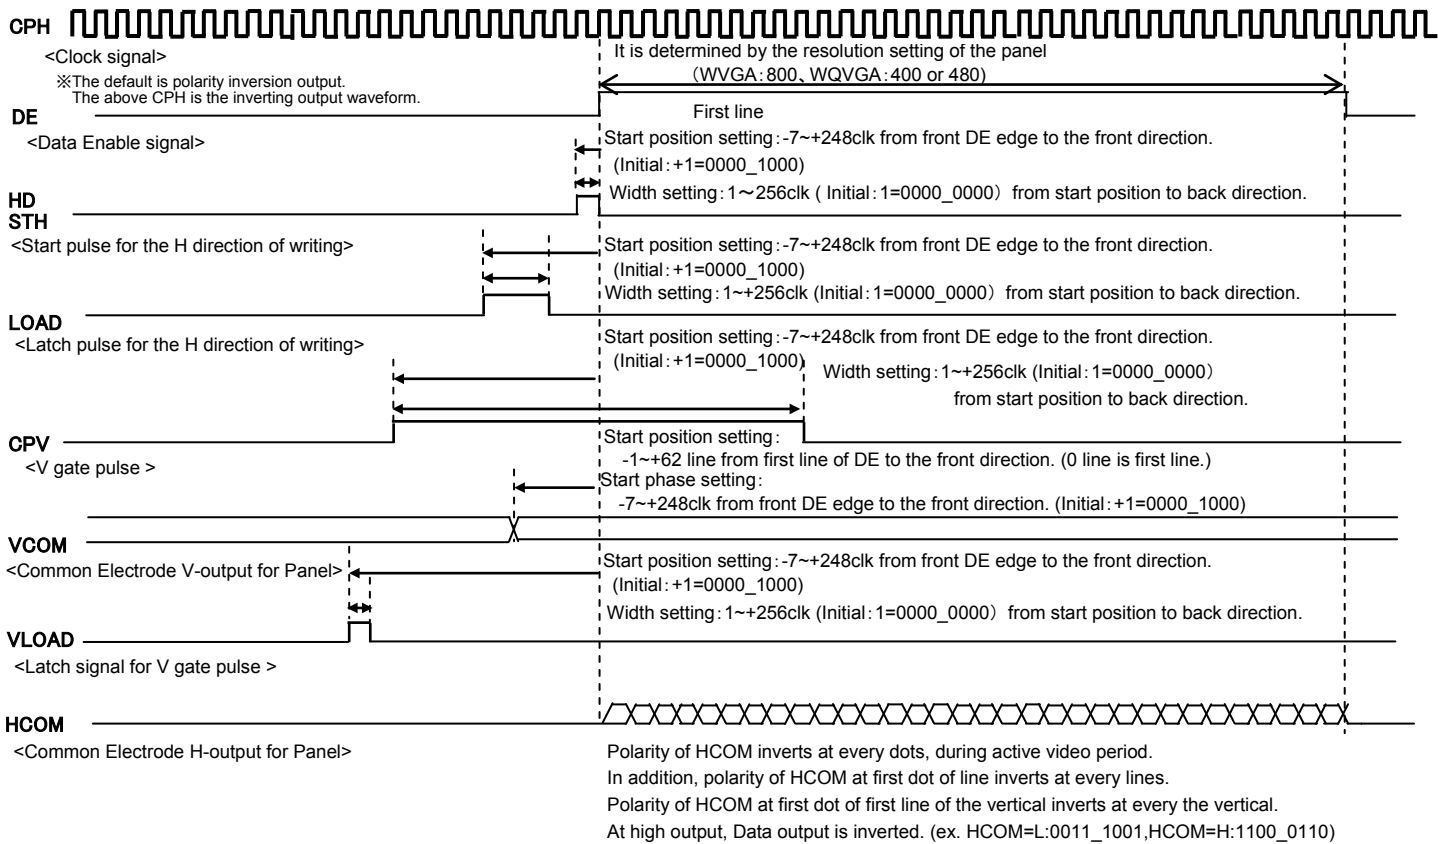 CPH
<Clock signal>
It is determined by the resolution setting of the panel
（WVGA:800、WQVGA:400 or 480)
※The default is polarity inversion output.
The above CPH is the inverting output waveform.
DE
First line
<Data Enable signal>
Start position setting:-7~+248clk from front DE edge to the front direction.
(Initial:+1=0000_1000)
Width setting:1～256clk ( Initial:1=0000_0000）from start position to back direction.
HD
STH
<Start pulse for the H direction of writing>
Start position setting:-7~+248clk from front DE edge to the front direction.
(Initial:+1=0000_1000)
Width setting:1~+256clk (Initial:1=0000_0000）from start position to back direction.
LOAD
<Latch pulse for the H direction of writing>
Start position setting:-7~+248clk from front DE edge to the front direction.
(Initial:+1=0000_1000)
Width setting:1~+256clk (Initial:1=0000_0000）
from start position to back direction.
CPV
<V gate pulse >
Start position setting:
-1~+62 line from first line of DE to the front direction. (0 line is first line.)
Start phase setting:
-7~+248clk from front DE edge to the front direction. (Initial:+1=0000_1000)
VCOM
<Common Electrode V-output for Panel>
Start position setting:-7~+248clk from front DE edge to the front direction.
(Initial:+1=0000_1000)
Width setting:1~+256clk (Initial:1=0000_0000）from start position to back direction.
VLOAD
<Latch signal for V gate pulse >
HCOM
<Common Electrode H-output for Panel>
Polarity of HCOM inverts at every dots, during active video period.
In addition, polarity of HCOM at first dot of line inverts at every lines.
Polarity of HCOM at first dot of first line of the vertical inverts at every the vertical.
At high output, Data output is inverted. (ex. HCOM=L:0011_1001,HCOM=H:1100_0110)